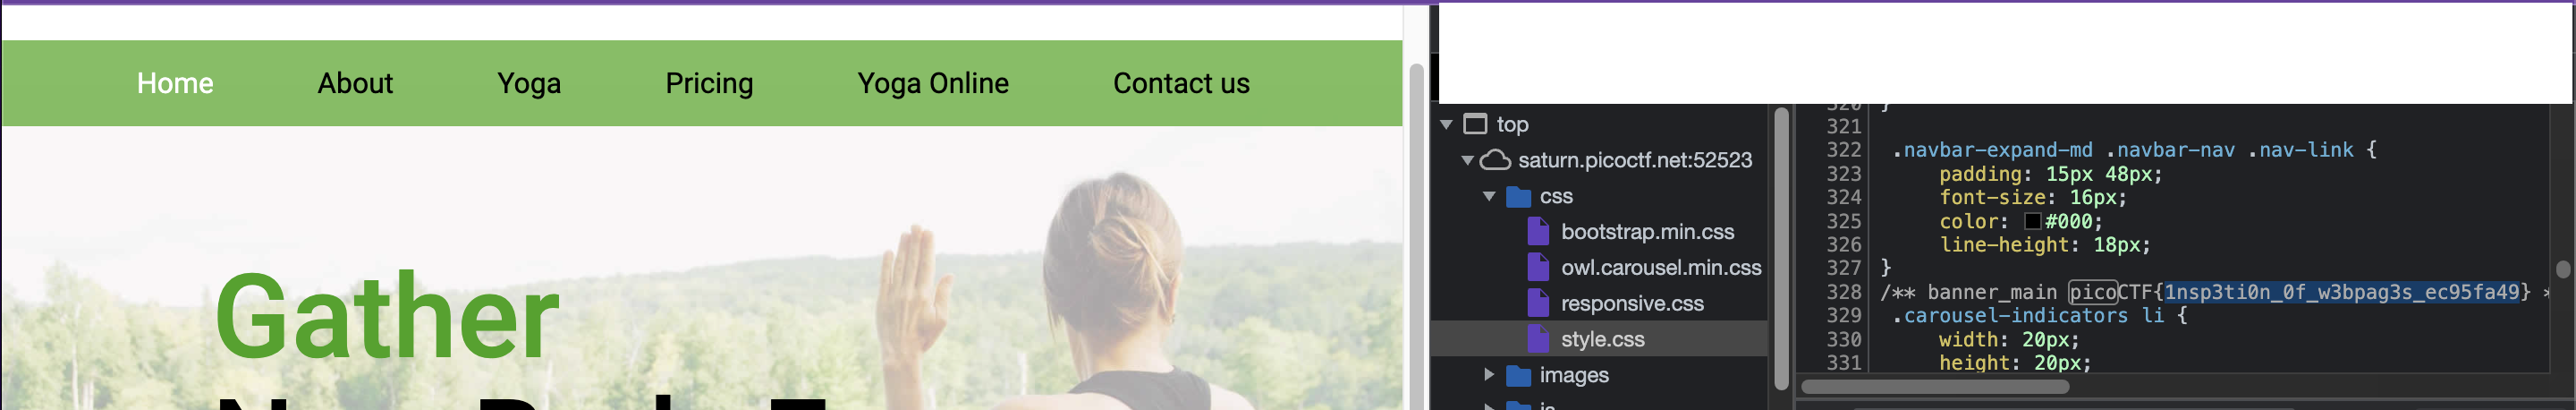 Home About Yoga Pricing Yoga Online Contact us
Gather
top
saturn.picoctf.net:52523
css
bootstrap.min.css
owl.carousel.min.css
responsive.css
style.css
images
321
322 .navbar-expand-md .navbar-nav .nav-link {
323 padding: 15px 48px;
324 font-size: 16px;
325 color: #000;
326 line-height: 18px;
327 }
328 /** banner_main picoCTF{1nsp3ti0n_0f_w3bpag3s_ec95fa49} *
329 .carousel-indicators li {
330 width: 20px;
331 height: 20px;